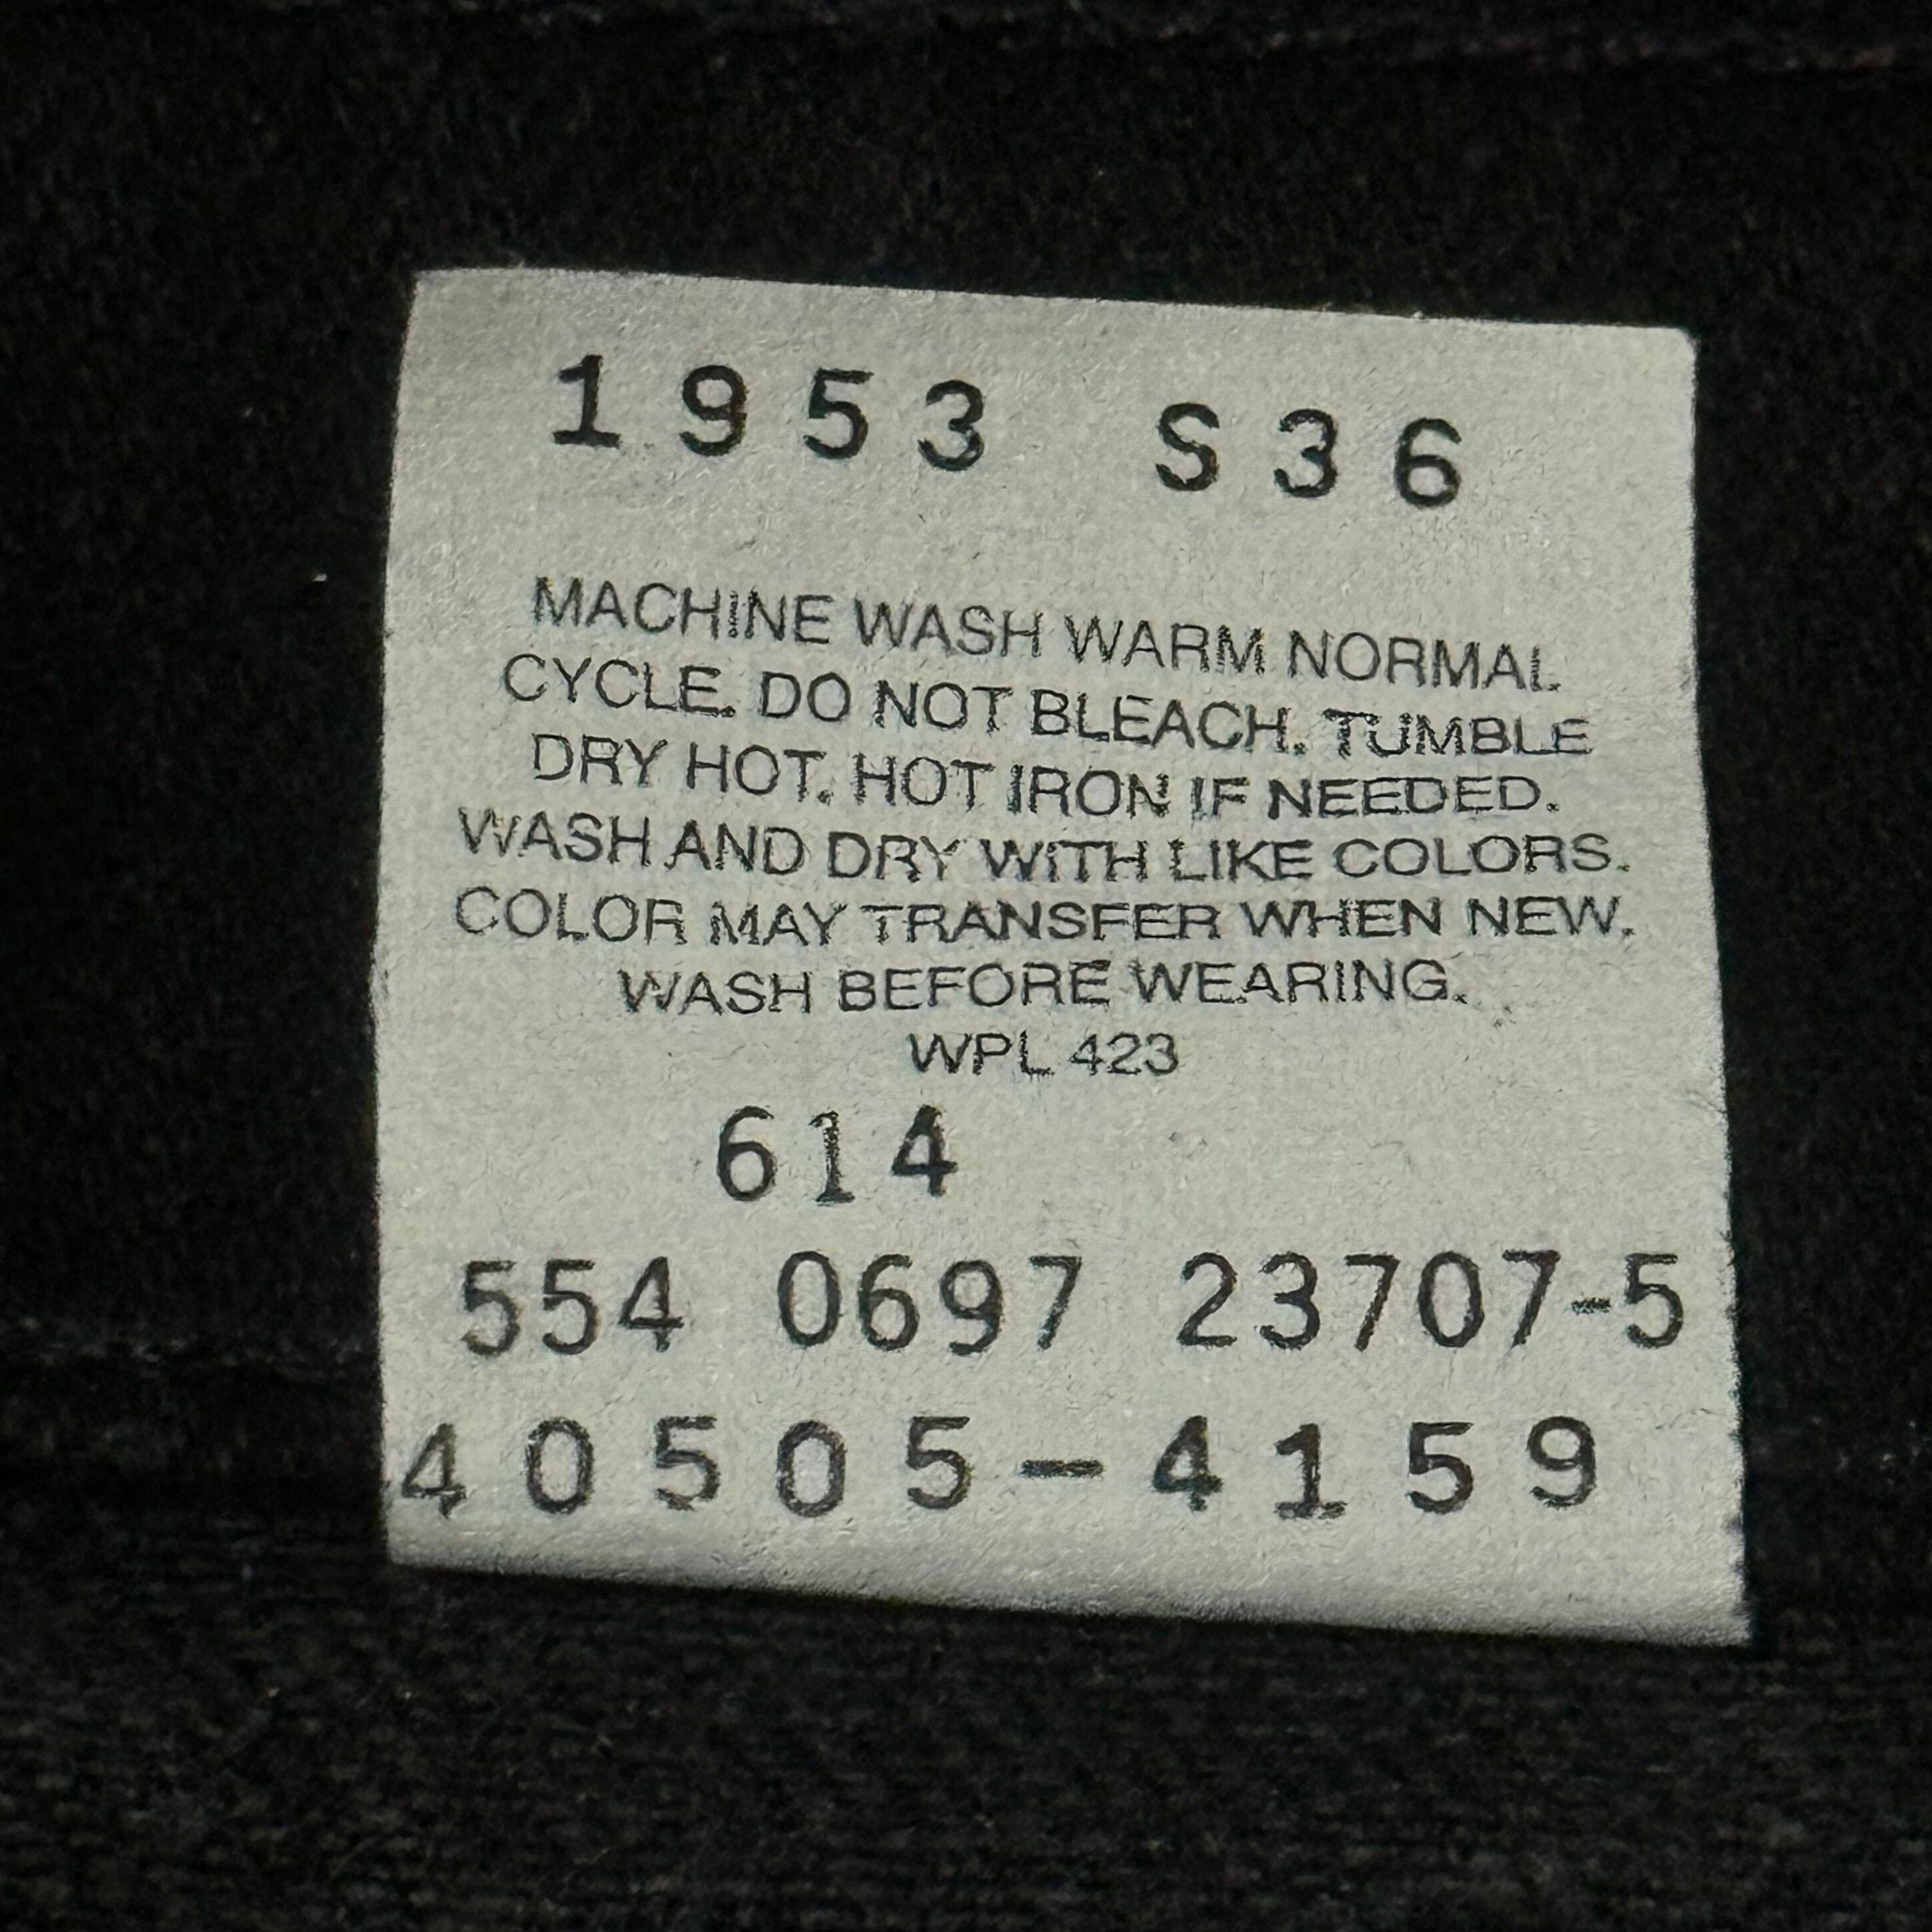 1953 S36
MACHINE WASH WARM NORMAL
CYCLE. DO NOT BLEACH. TUMBLE
DRY HOT. HOT IRON IF NEEDED.
WASH AND DRY WITH LIKE COLORS.
COLOR MAY TRANSFER WHEN NEW.
WASH BEFORE WEARING.
WPL 423
614
554 0697 23707-5
40505-4159